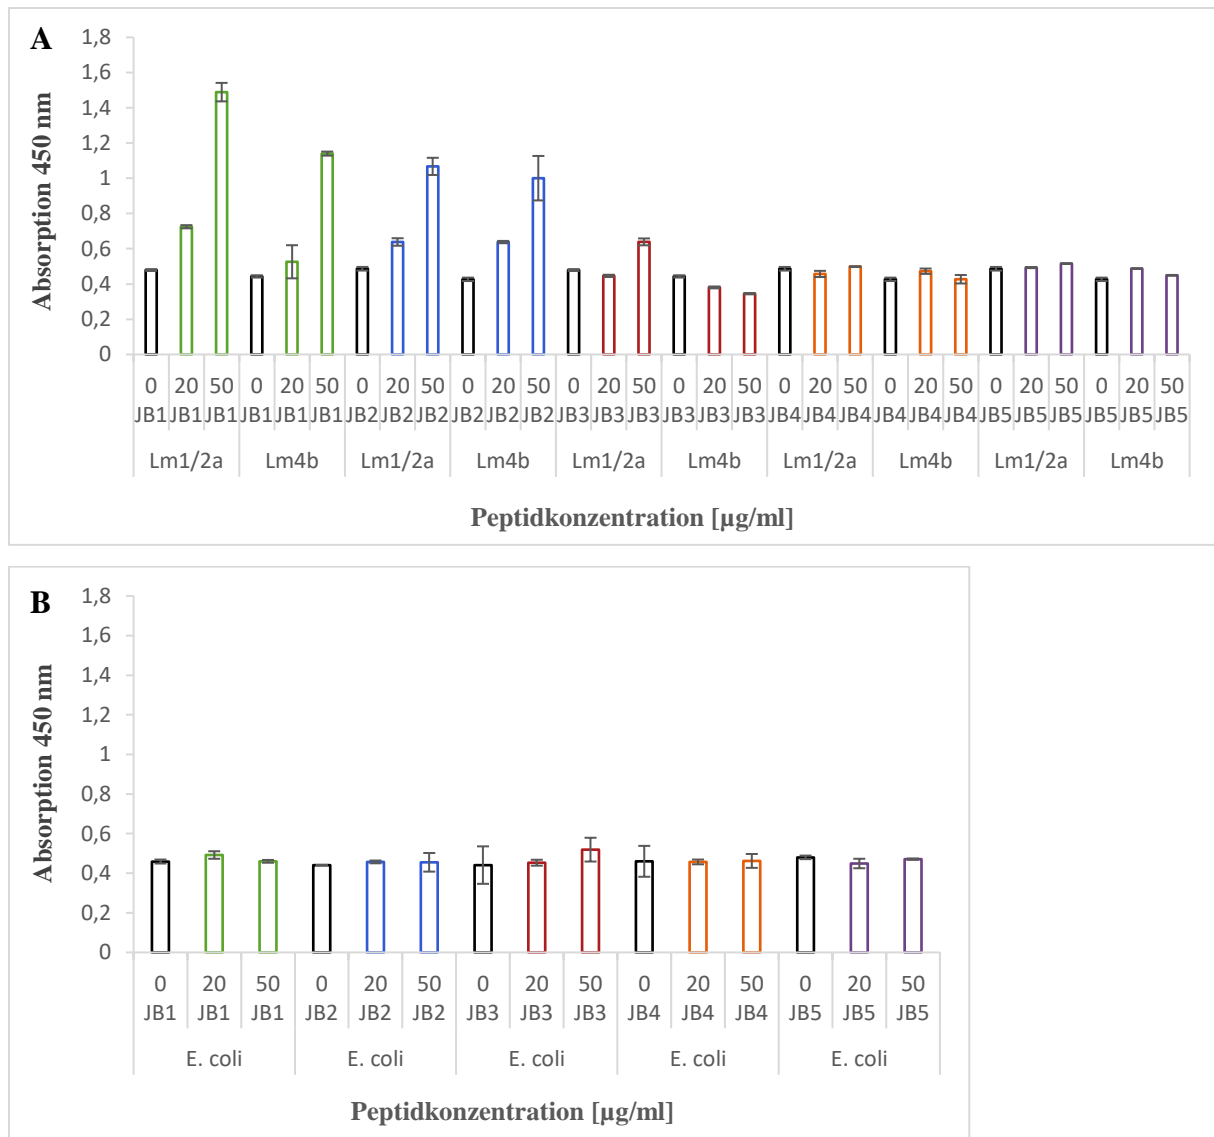 A
1,8
1,6
1,4
1,2
1
0,8
0,6
0,4
0,2
0
Absorption 450 nm
0 20 50 0 20 50 0 20 50 0 20 50 0 20 50 0 20 50 0 20 50 0 20 50 0 20 50 0 20 50
JB1 JB1 JB1 JB1 JB1 JB1 JB2 JB2 JB2 JB2 JB2 JB2 JB3 JB3 JB3 JB3 JB3 JB3 JB4 JB4 JB4 JB4 JB4 JB4 JB5 JB5 JB5 JB5 JB5 JB5
Lm1/2a Lm4b Lm1/2a Lm4b Lm1/2a Lm4b Lm1/2a Lm4b Lm1/2a Lm4b
Peptidkonzentration [µg/ml]
B
1,8
1,6
1,4
1,2
1
0,8
0,6
0,4
0,2
0
Absorption 450 nm
0 20 50 0 20 50 0 20 50 0 20 50 0 20 50
JB1 JB1 JB1 JB2 JB2 JB2 JB3 JB3 JB3 JB4 JB4 JB4 JB5 JB5 JB5
E. coli E. coli E. coli E. coli E. coli
Peptidkonzentration [µg/ml]